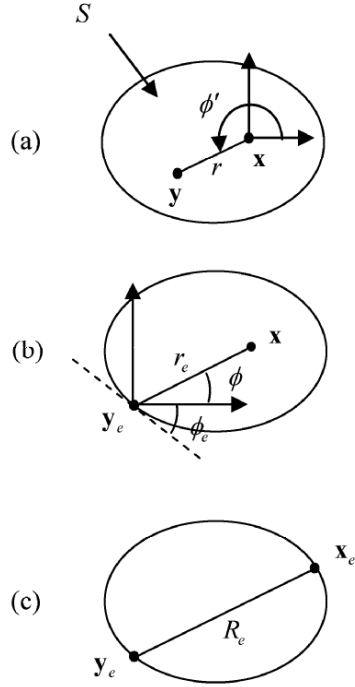 S
ϕ′
(a)
x
r
y
(b)
x
r_e
ϕ
y_e
ϕ_e
x_e
(c)
R_e
y_e